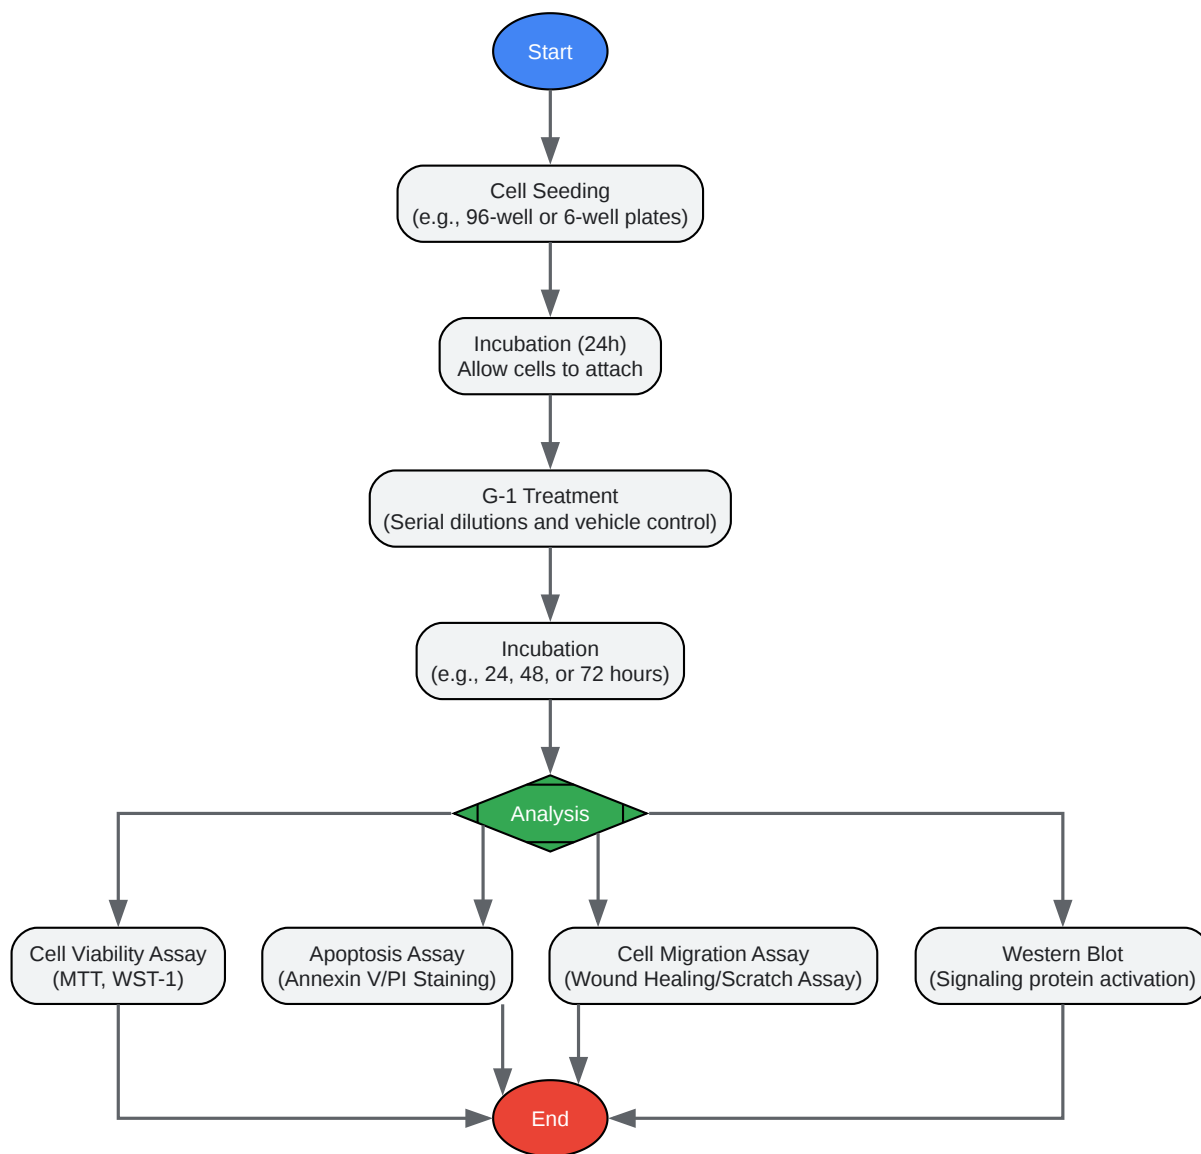 Start
Cell Seeding
(e.g., 96-well or 6-well plates)
Incubation (24h)
Allow cells to attach
G-1 Treatment
(Serial dilutions and vehicle control)
Incubation
(e.g., 24, 48, or 72 hours)
Analysis
Cell Viability Assay
(MTT, WST-1)
Apoptosis Assay
(Annexin V/PI Staining)
Cell Migration Assay
(Wound Healing/Scratch Assay)
Western Blot
(Signaling protein activation)
End